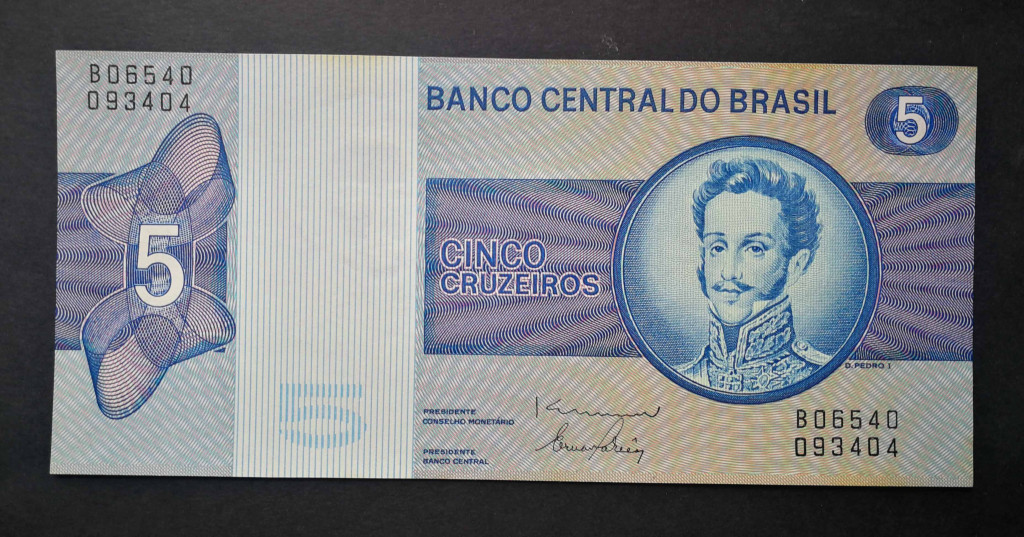 B06540
093404
BANCO CENTRAL DO BRASIL
5
5
CINCO
CRUZEIROS
D. PEDRO I
5
PRESIDENTE
CONSELHO MONETÁRIO
PRESIDENTE
BANCO CENTRAL
B06540
093404